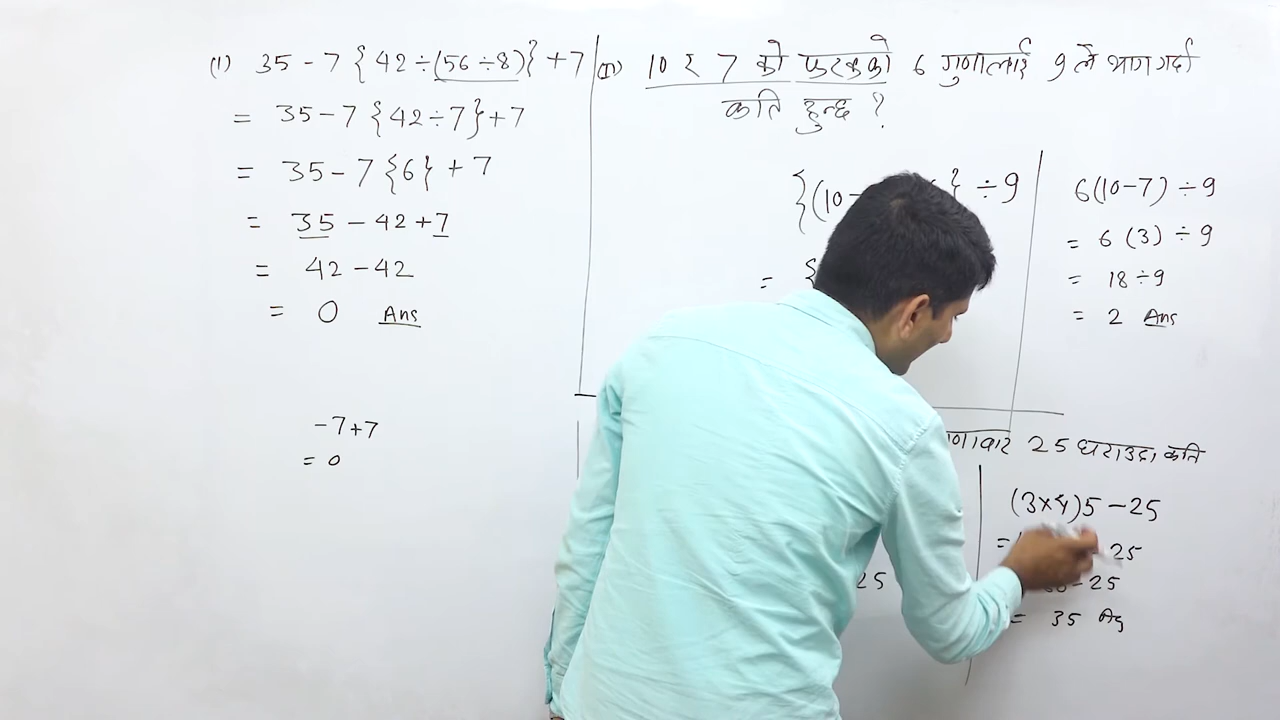 (I) 35 - 7 { 42 ÷ (56 ÷ 8) } + 7
= 35 - 7 { 42 ÷ 7 } + 7
= 35 - 7 { 6 } + 7
= 35 - 42 + 7
= 42 - 42
= 0 Ans
- 7 + 7
= 0
(II) 10 र 7 को फरकको 6 गुणालाई 9 ले भाग गर्दा
कति हुन्छ ?
{ (10 - } ÷ 9
= {
6 (10 - 7) ÷ 9
= 6 (3) ÷ 9
= 18 ÷ 9
= 2 Ans
25 घटाउदा कति
25
(3 × 4) 5 - 25
= 25
- 25
= 35